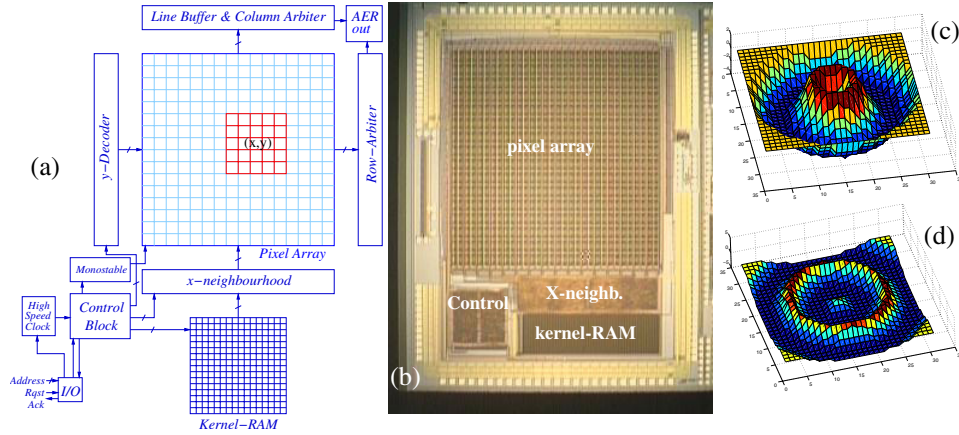 (a)
Line Buffer & Column Arbiter
AER
out
y-Decoder
(x,y)
Row-Arbiter
Pixel Array
Monostable
x-neighbourhood
High
Speed
Clock
Control
Block
Address
Rqst
Ack
I/O
Kernel-RAM
(b)
pixel array
Control
X-neighb.
kernel-RAM
(c)
(d)